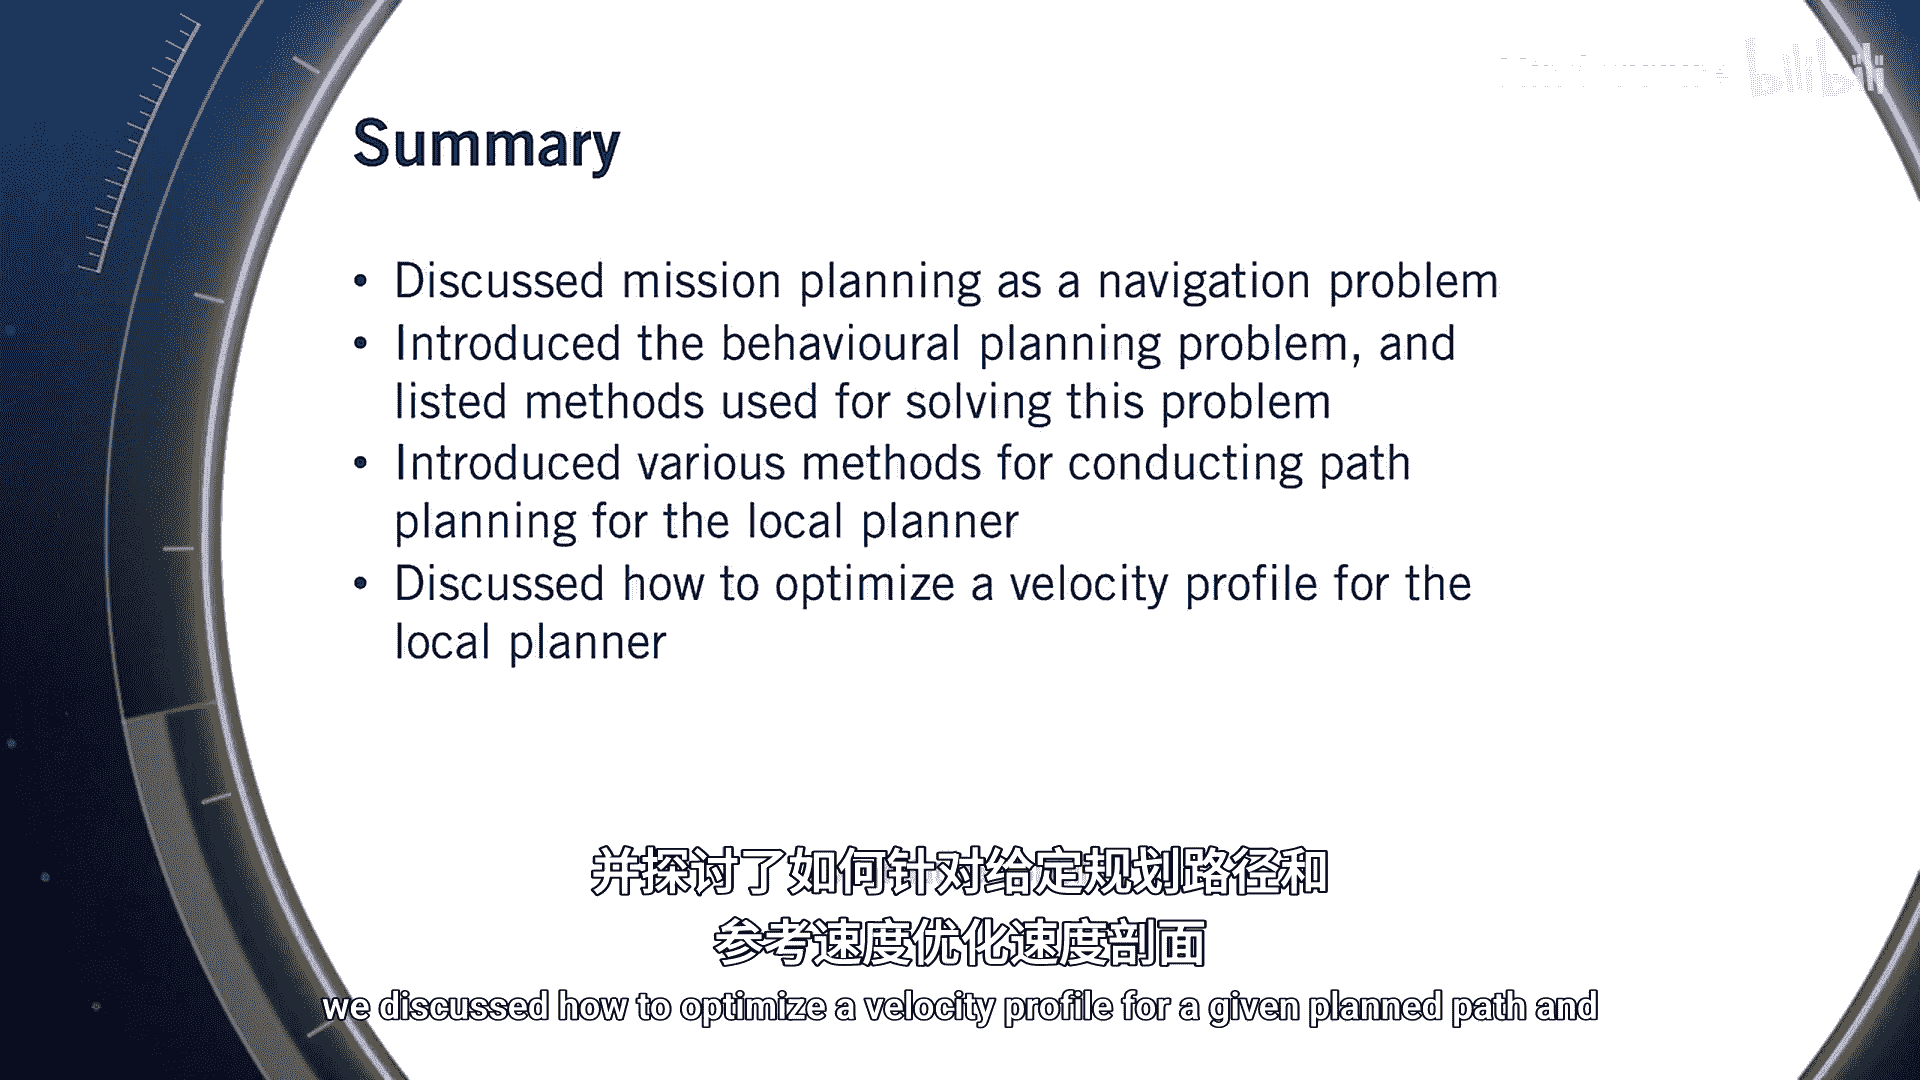 bilibili
Summary
• Discussed mission planning as a navigation problem
• Introduced the behavioural planning problem, and
listed methods used for solving this problem
• Introduced various methods for conducting path
planning for the local planner
• Discussed how to optimize a velocity profile for the
local planner
并探讨了如何针对给定规划路径和
参考速度优化速度剖面
we discussed how to optimize a velocity profile for a given planned path and